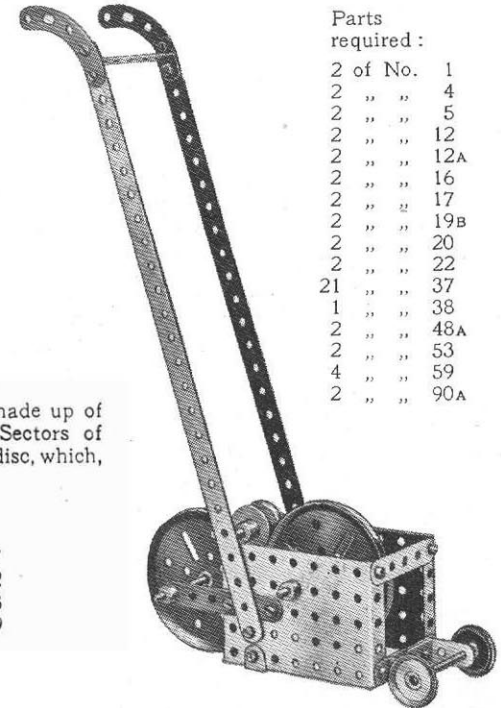 Parts
required :
2 of No. 1
2 ,, ,, 4
2 ,, ,, 5
2 ,, ,, 12
2 ,, ,, 12A
2 ,, ,, 16
2 ,, ,, 17
2 ,, ,, 19B
2 ,, ,, 20
2 ,, ,, 22
21 ,, ,, 37
1 ,, ,, 38
2 ,, ,, 48A
2 ,, ,, 53
4 ,, ,, 59
2 ,, ,, 90A
made up of
Sectors of
disc, which,